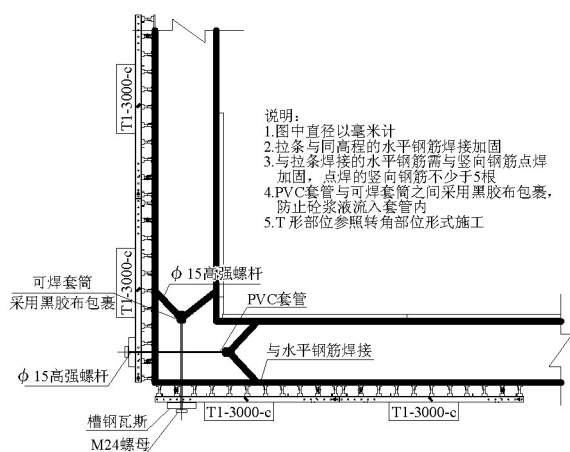 T1-3000-c
T1-3000-c
说明:
1.图中直径以毫米计
2.拉条与同高程的水平钢筋焊接加固
3.与拉条焊接的水平钢筋需与竖向钢筋点焊
加固，点焊的竖向钢筋不少于5根
4.PVC套管与可焊套筒之间采用黑胶布包裹，
防止砼浆液流入套管内
5.T形部位参照转角部位形式施工
可焊套筒
采用黑胶布包裹
φ15高强螺杆
PVC套管
与水平钢筋焊接
φ15高强螺杆
槽钢瓦斯
M24螺母
T1-3000-c
T1-3000-c